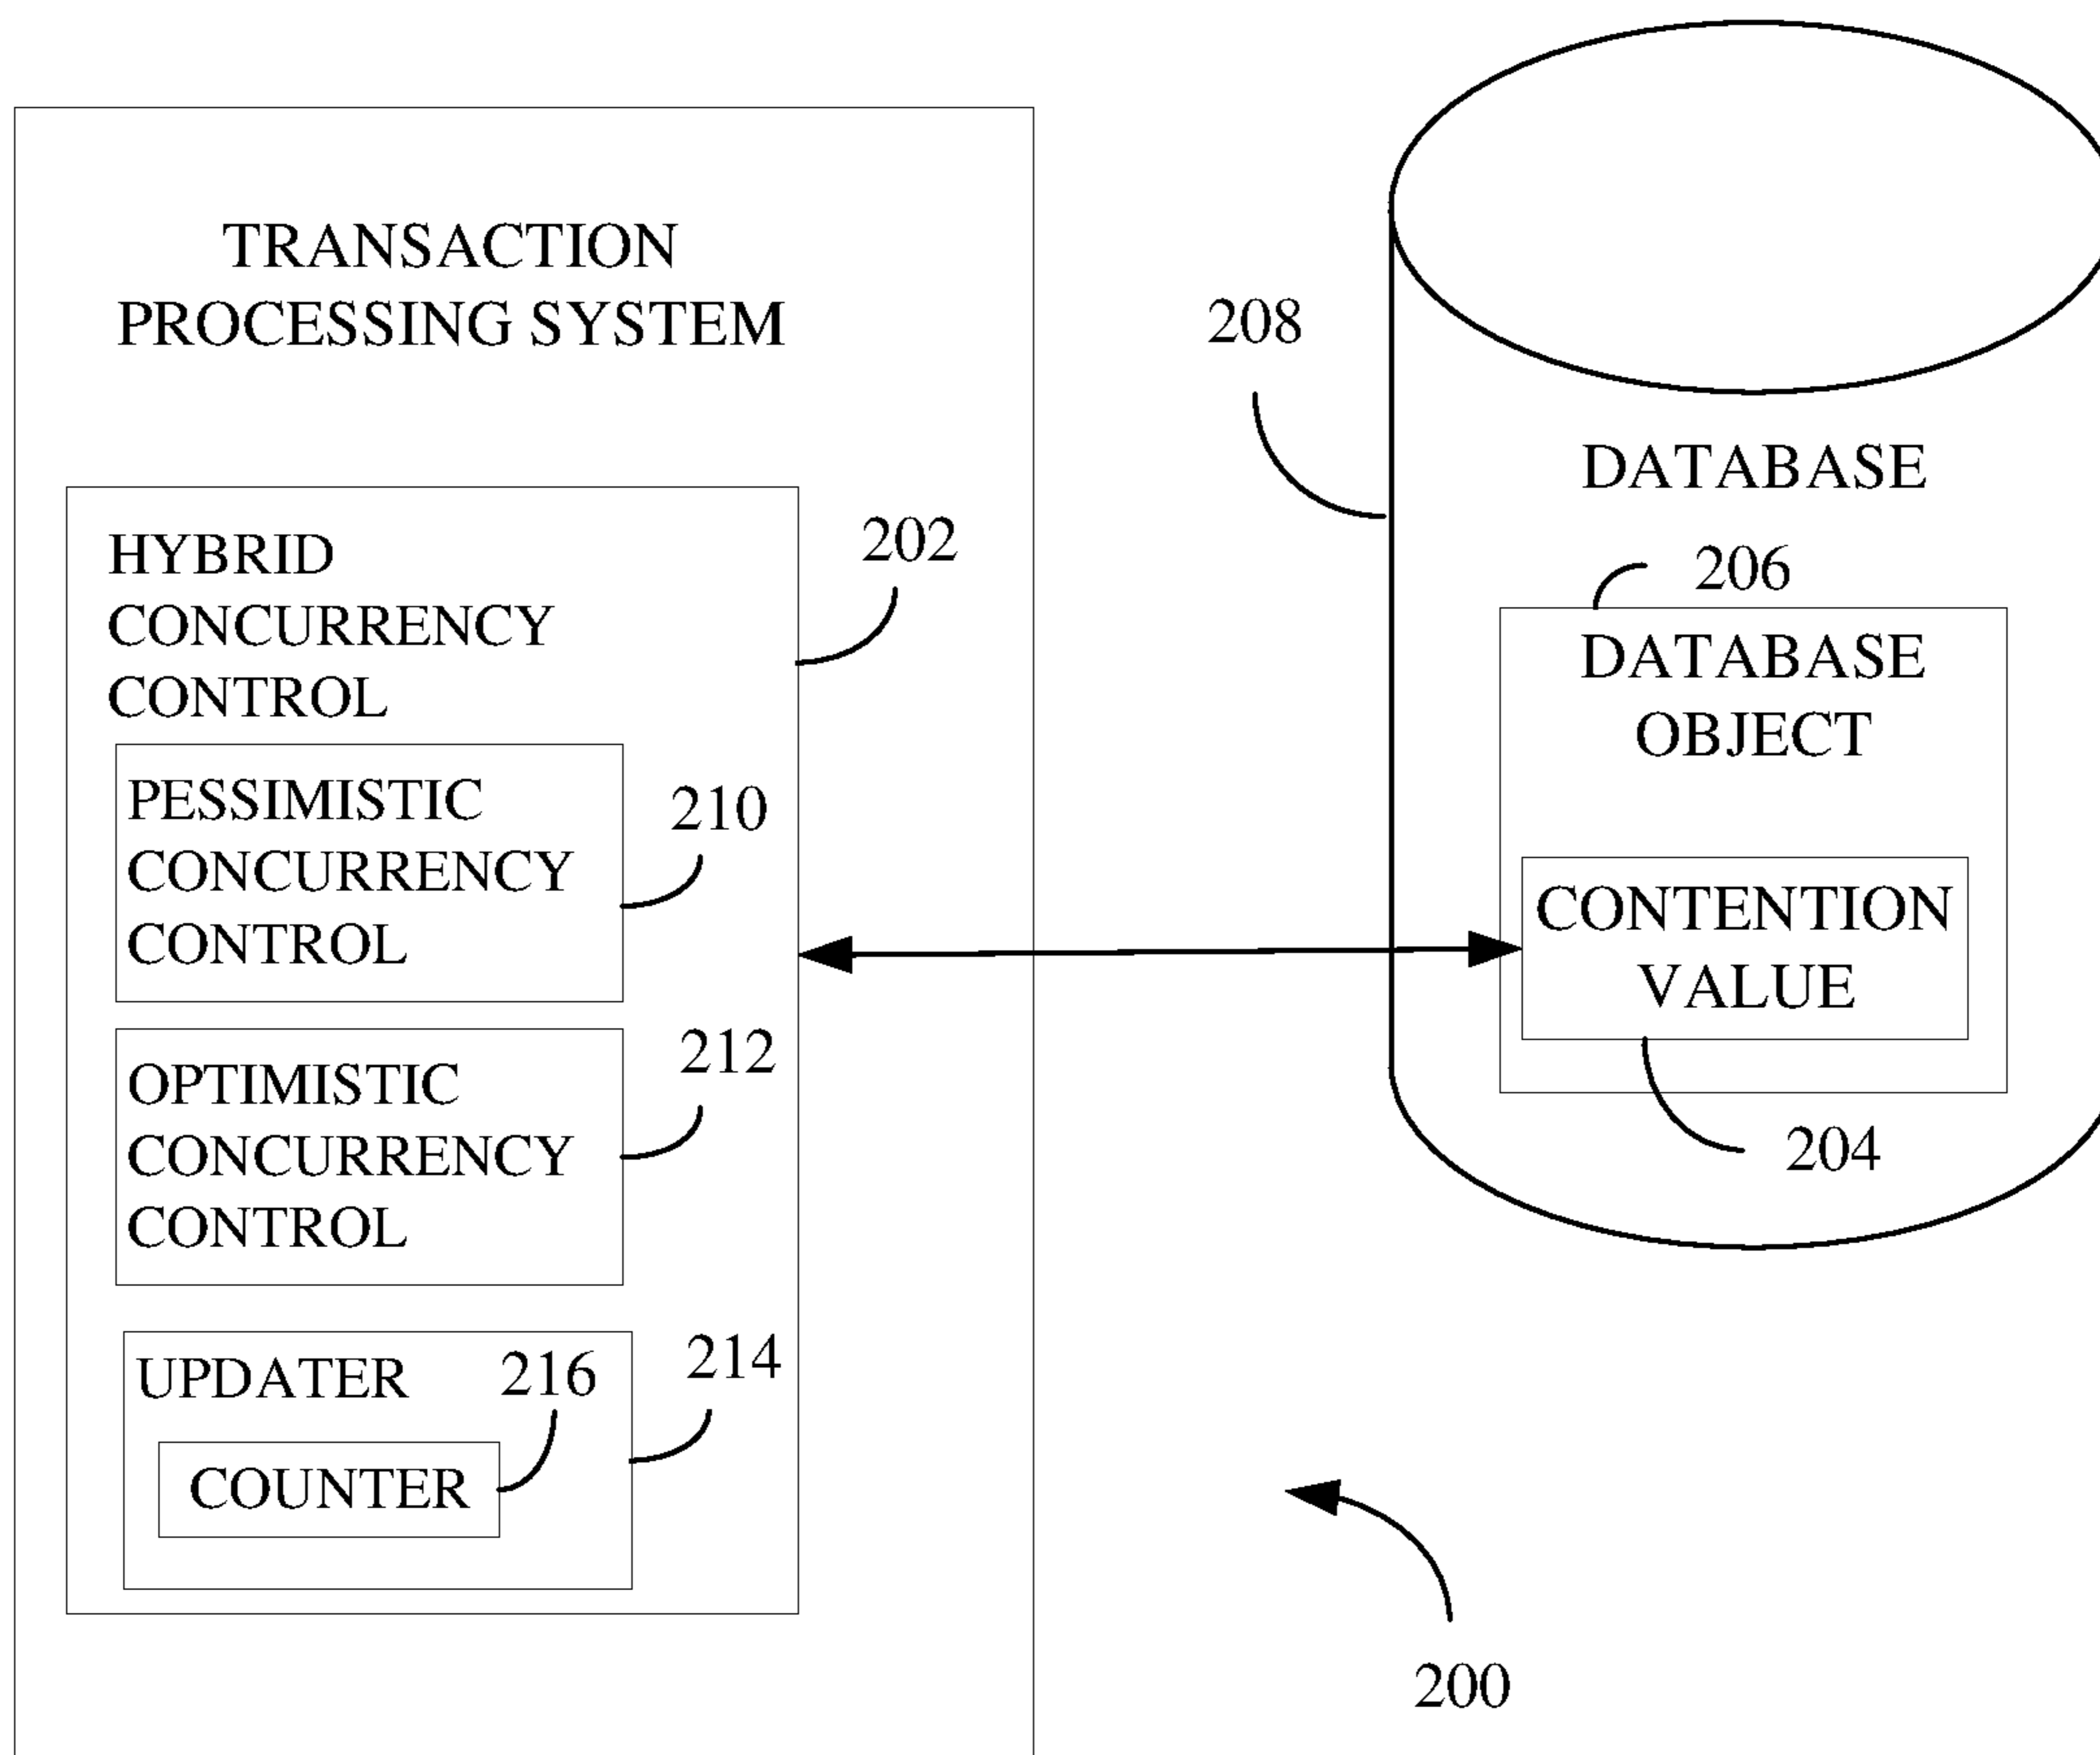 TRANSACTION
PROCESSING SYSTEM
HYBRID
CONCURRENCY
CONTROL
202
PESSIMISTIC
CONCURRENCY
CONTROL
210
OPTIMISTIC
CONCURRENCY
CONTROL
212
UPDATER
216
214
COUNTER
208
DATABASE
206
DATABASE
OBJECT
CONTENTION
VALUE
204
200